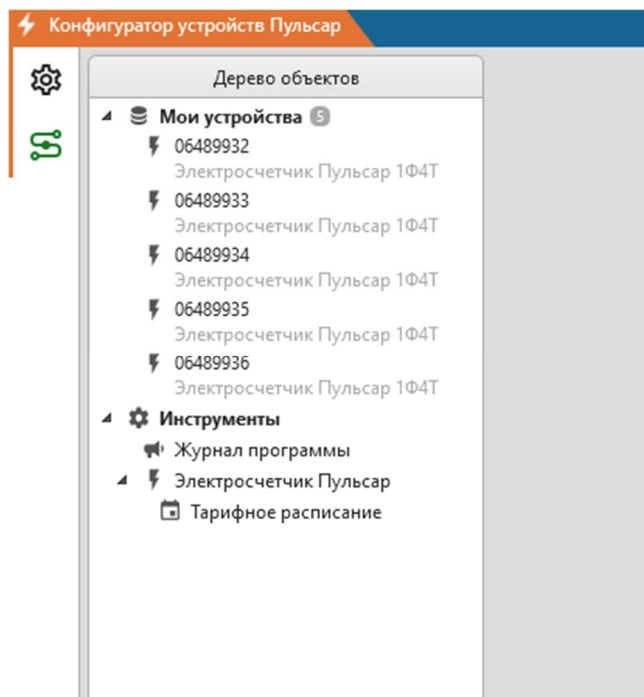 Конфигуратор устройств Пульсар
Дерево объектов
Мои устройства 5
06489932
Электросчетчик Пульсар 1Ф4Т
06489933
Электросчетчик Пульсар 1Ф4Т
06489934
Электросчетчик Пульсар 1Ф4Т
06489935
Электросчетчик Пульсар 1Ф4Т
06489936
Электросчетчик Пульсар 1Ф4Т
Инструменты
Журнал программы
Электросчетчик Пульсар
Тарифное расписание